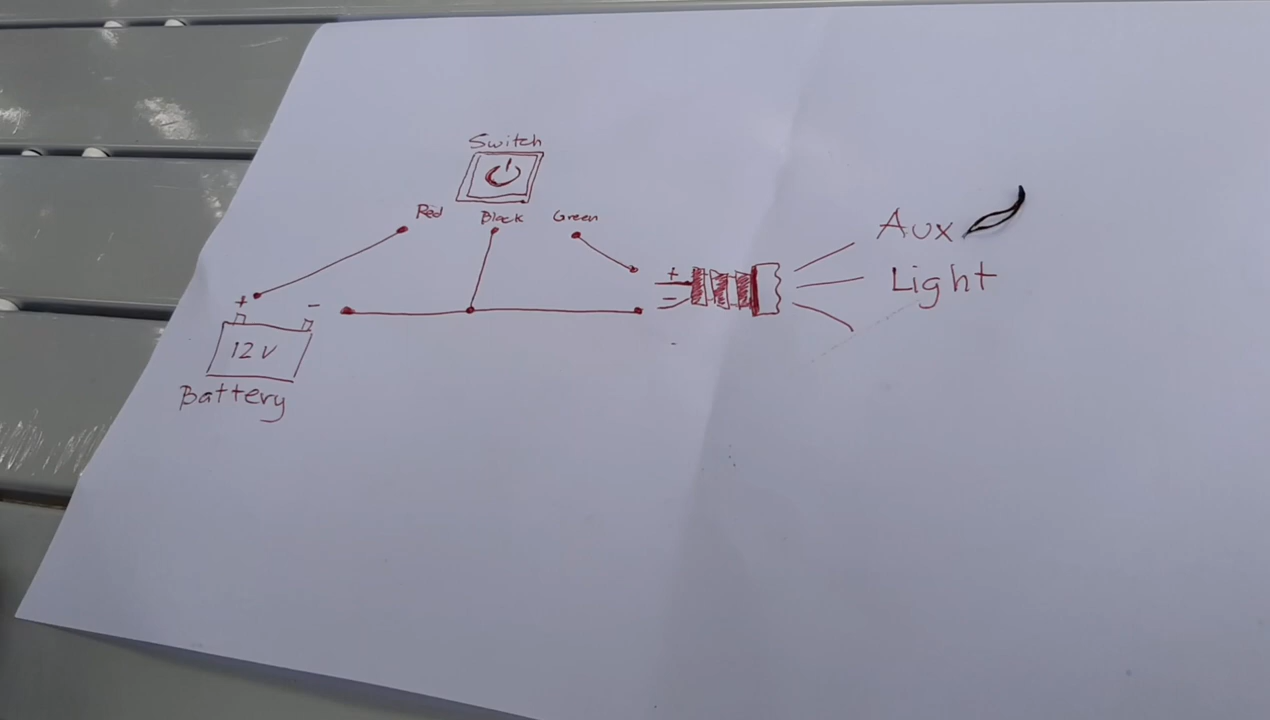 Switch
Red Black Green
+ -
12 V
Battery
+
-
Aux
Light